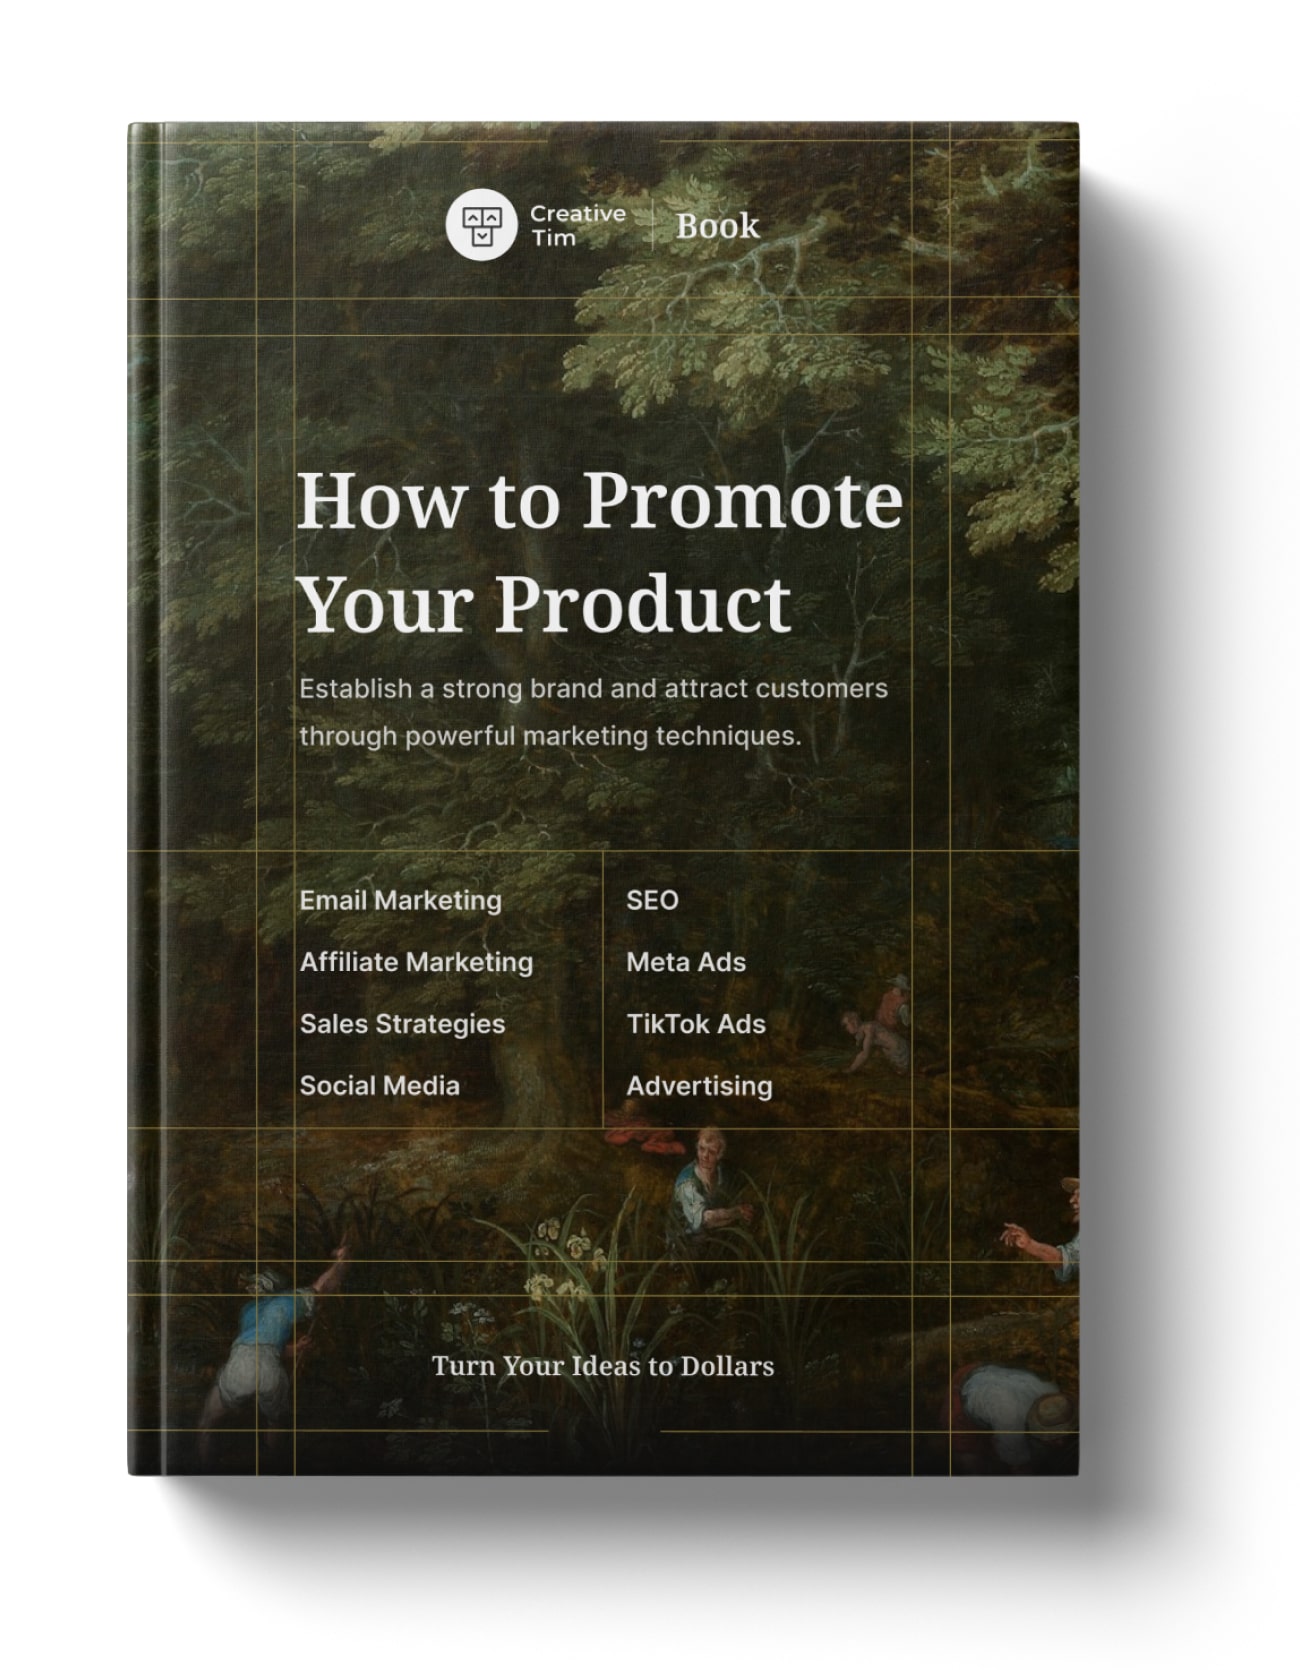 Creative
Tim
Book
How to Promote
Your Product
Establish a strong brand and attract customers
through powerful marketing techniques.
Email Marketing
Affiliate Marketing
Sales Strategies
Social Media
SEO
Meta Ads
TikTok Ads
Advertising
Turn Your Ideas to Dollars